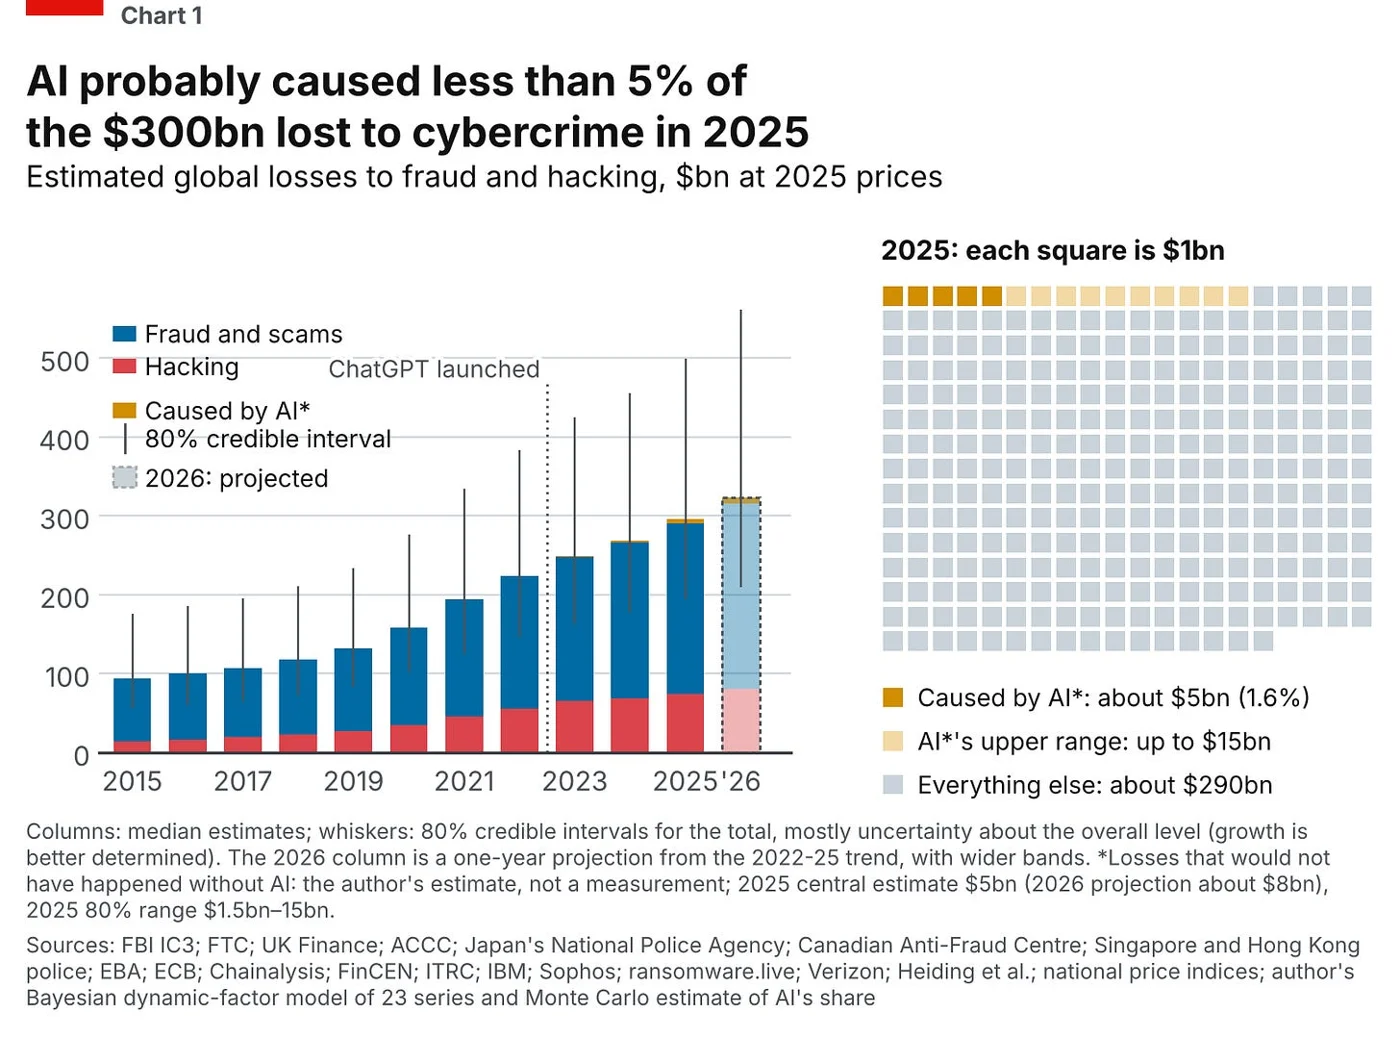 Chart 1
AI probably caused less than 5% of
the $300bn lost to cybercrime in 2025
Estimated global losses to fraud and hacking, $bn at 2025 prices
Fraud and scams
Hacking
Caused by AI*
80% credible interval
2026: projected
ChatGPT launched
500
400
300
200
100
0
2015
2017
2019
2021
2023
2025
'26
2025: each square is $1bn
Caused by AI*: about $5bn (1.6%)
AI*'s upper range: up to $15bn
Everything else: about $290bn
Columns: median estimates; whiskers: 80% credible intervals for the total, mostly uncertainty about the overall level (growth is
better determined). The 2026 column is a one-year projection from the 2022-25 trend, with wider bands. *Losses that would not
have happened without AI: the author's estimate, not a measurement; 2025 central estimate $5bn (2026 projection about $8bn),
2025 80% range $1.5bn–15bn.
Sources: FBI IC3; FTC; UK Finance; ACCC; Japan's National Police Agency; Canadian Anti-Fraud Centre; Singapore and Hong Kong
police; EBA; ECB; Chainalysis; FinCEN; ITRC; IBM; Sophos; ransomware.live; Verizon; Heiding et al.; national price indices; author's
Bayesian dynamic-factor model of 23 series and Monte Carlo estimate of AI's share